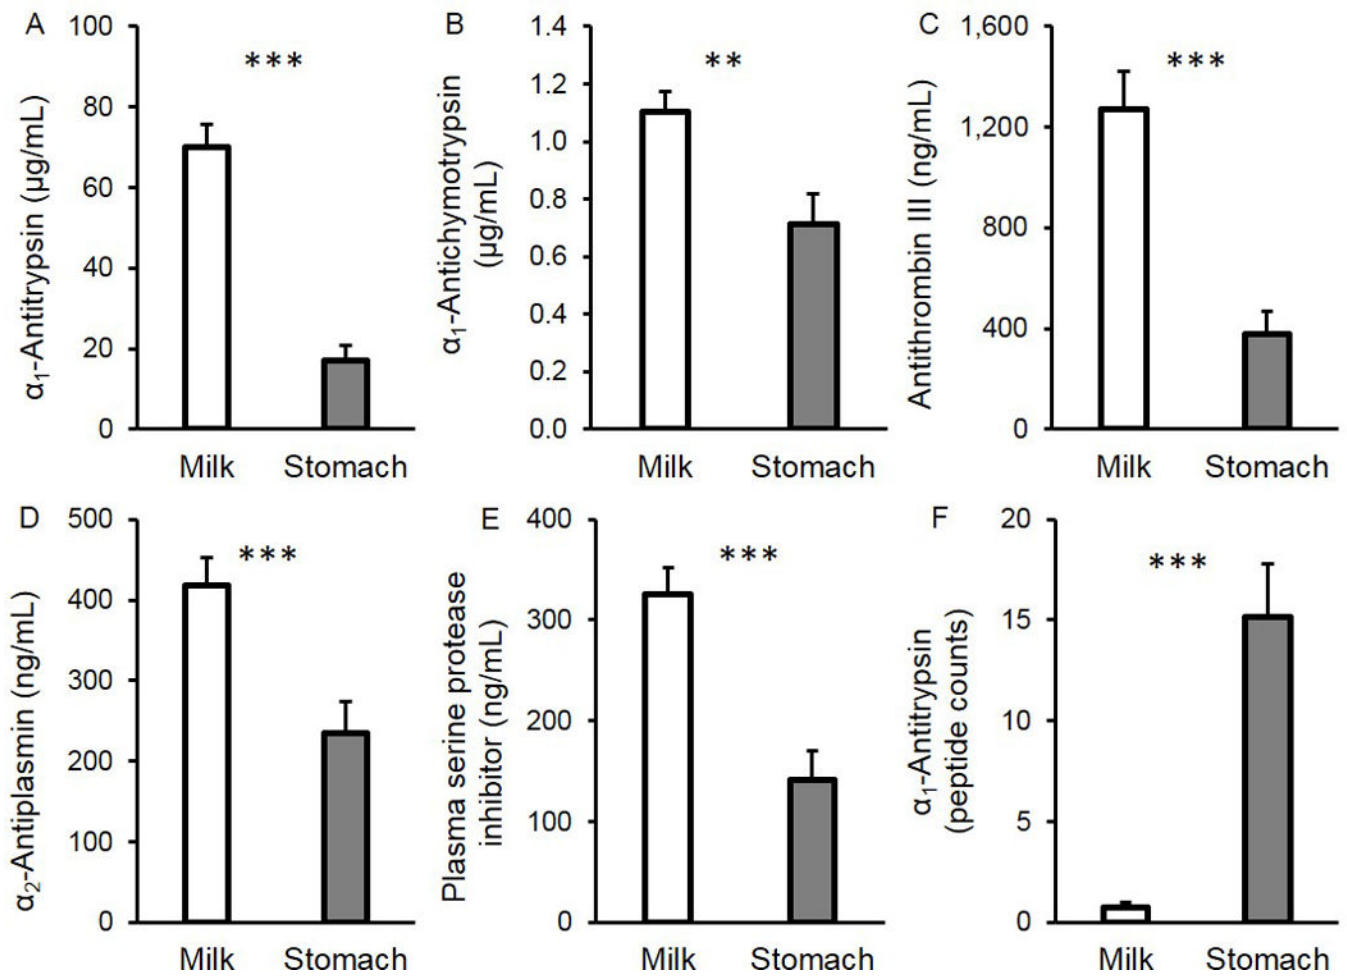 A
α1-Antitrypsin (µg/mL)
100
80
60
40
20
0
***
Milk Stomach
B
α1-Antichymotrypsin
(µg/mL)
1.4
1.2
1.0
0.8
0.6
0.4
0.2
0.0
**
Milk Stomach
C
Antithrombin III (ng/mL)
1,600
1,200
800
400
0
***
Milk Stomach
D
α2-Antiplasmin (ng/mL)
500
400
300
200
100
0
***
Milk Stomach
E
Plasma serine protease
inhibitor (ng/mL)
400
300
200
100
0
***
Milk Stomach
F
α1-Antitrypsin
(peptide counts)
20
15
10
5
0
***
Milk Stomach